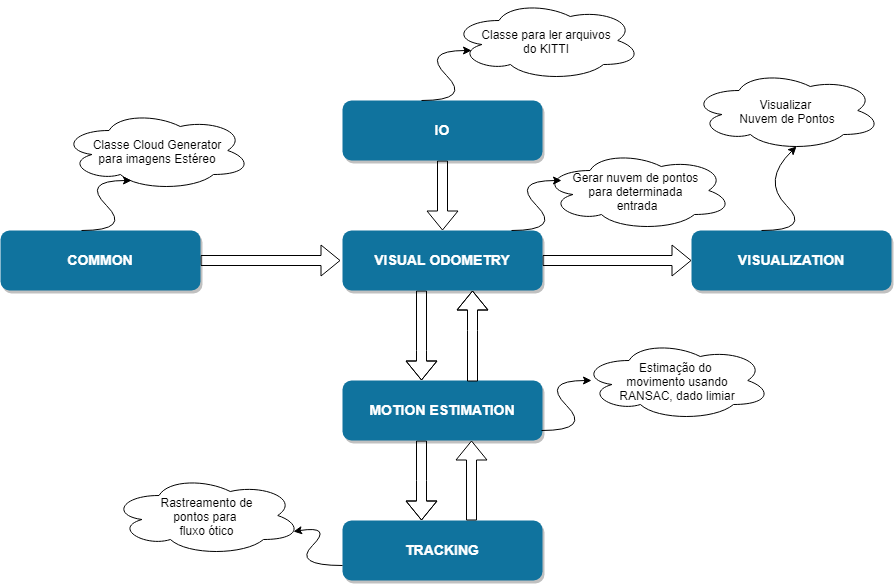 Classe para ler arquivos
do KITTI
Visualizar
Nuvem de Pontos
IO
Classe Cloud Generator
para imagens Estéreo
Gerar nuvem de pontos
para determinada
entrada
COMMON
VISUAL ODOMETRY
VISUALIZATION
Estimação do
movimento usando
RANSAC, dado limiar
MOTION ESTIMATION
Rastreamento de
pontos para
fluxo ótico
TRACKING